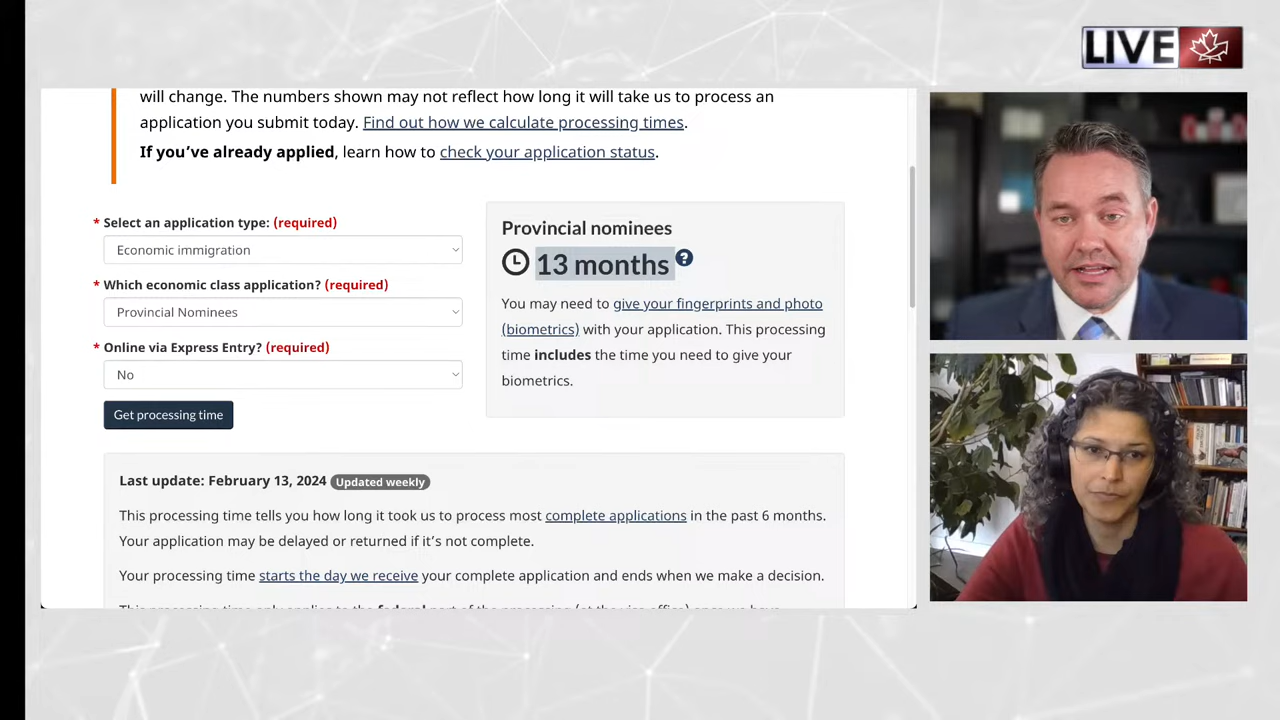 LIVE
will change. The numbers shown may not reflect how long it will take us to process an
application you submit today. Find out how we calculate processing times.
If you’ve already applied, learn how to check your application status.
* Select an application type: (required)
Economic immigration
* Which economic class application? (required)
Provincial Nominees
* Online via Express Entry? (required)
No
Get processing time
Provincial nominees
13 months ?
You may need to give your fingerprints and photo
(biometrics) with your application. This processing
time includes the time you need to give your
biometrics.
Last update: February 13, 2024 Updated weekly
This processing time tells you how long it took us to process most complete applications in the past 6 months.
Your application may be delayed or returned if it’s not complete.
Your processing time starts the day we receive your complete application and ends when we make a decision.